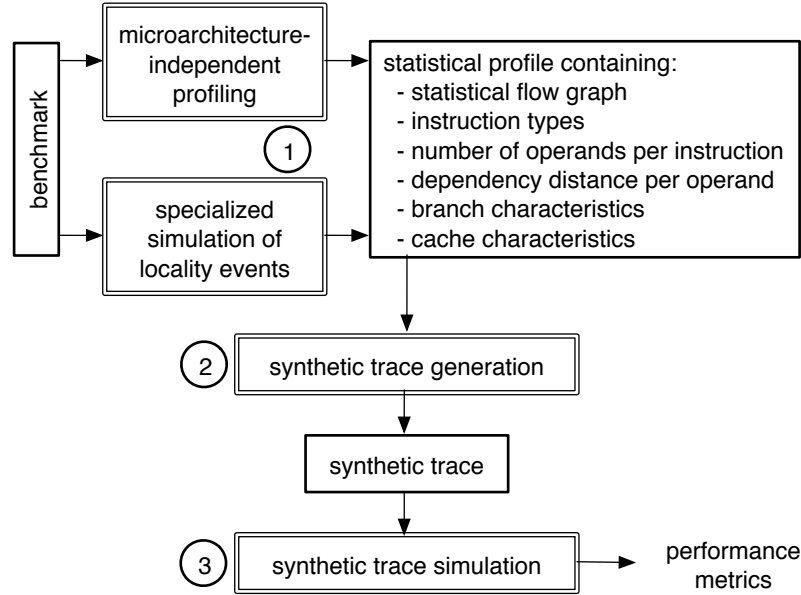 benchmark
microarchitecture-
independent
profiling
1
specialized
simulation of
locality events
statistical profile containing:
- statistical flow graph
- instruction types
- number of operands per instruction
- dependency distance per operand
- branch characteristics
- cache characteristics
2
synthetic trace generation
synthetic trace
3
synthetic trace simulation
performance
metrics